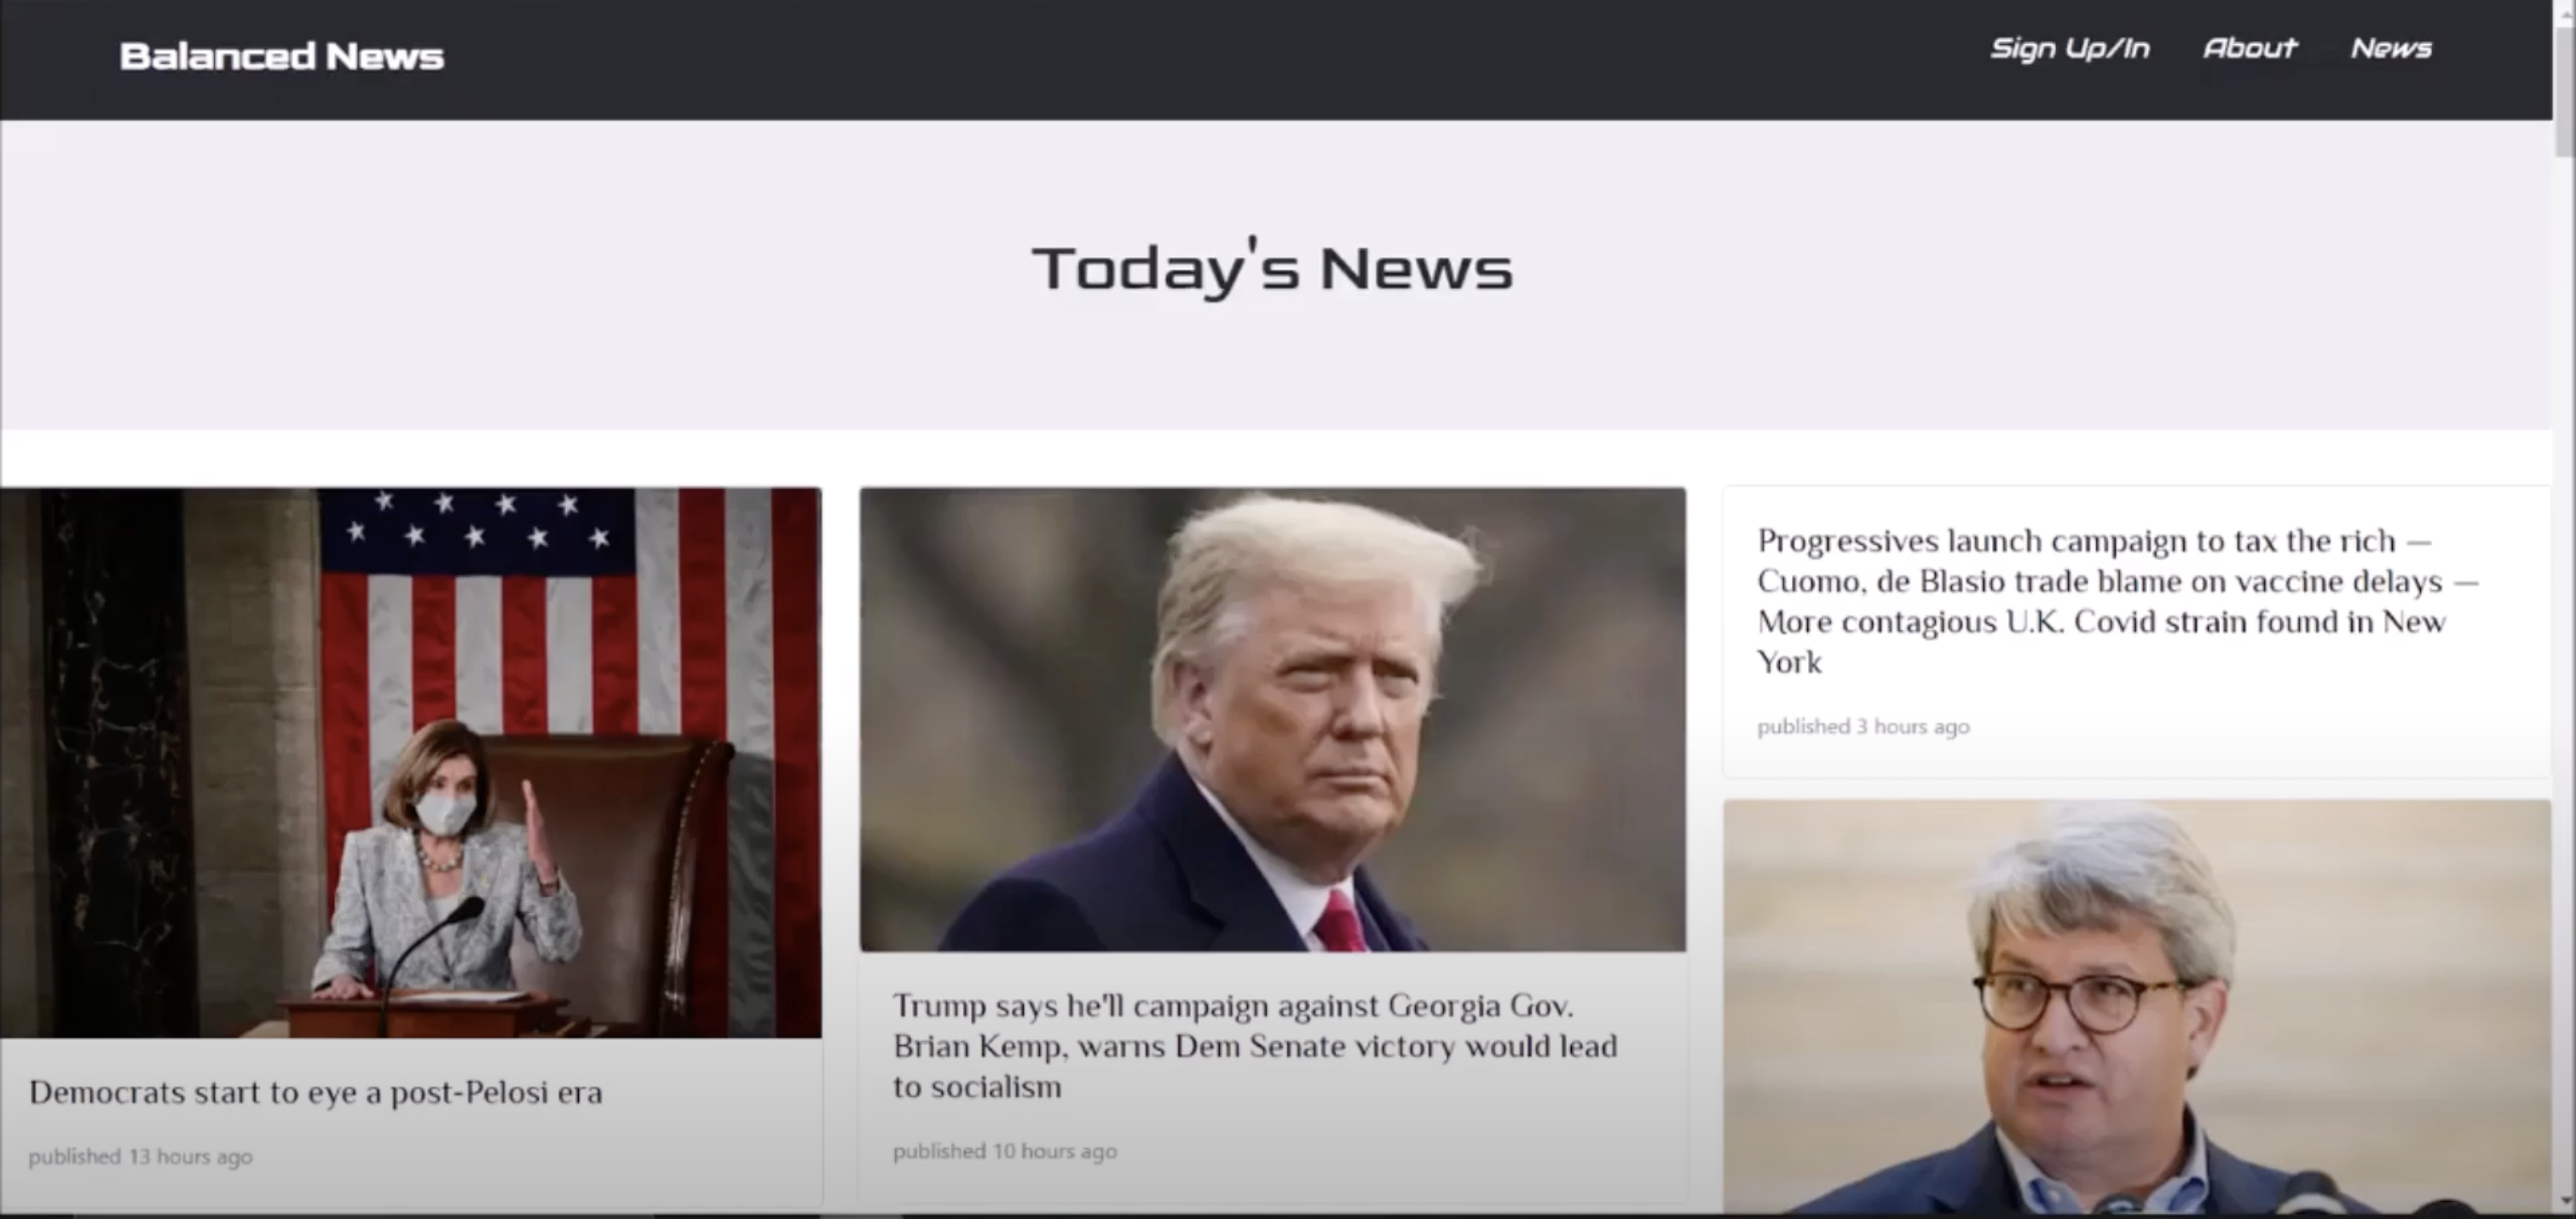 Balanced News
Sign Up/In
About
News
Today's News
Democrats start to eye a post-Pelosi era
published 13 hours ago
Trump says he'll campaign against Georgia Gov.
Brian Kemp, warns Dem Senate victory would lead
to socialism
published 10 hours ago
Progressives launch campaign to tax the rich —
Cuomo, de Blasio trade blame on vaccine delays —
More contagious U.K. Covid strain found in New
York
published 3 hours ago